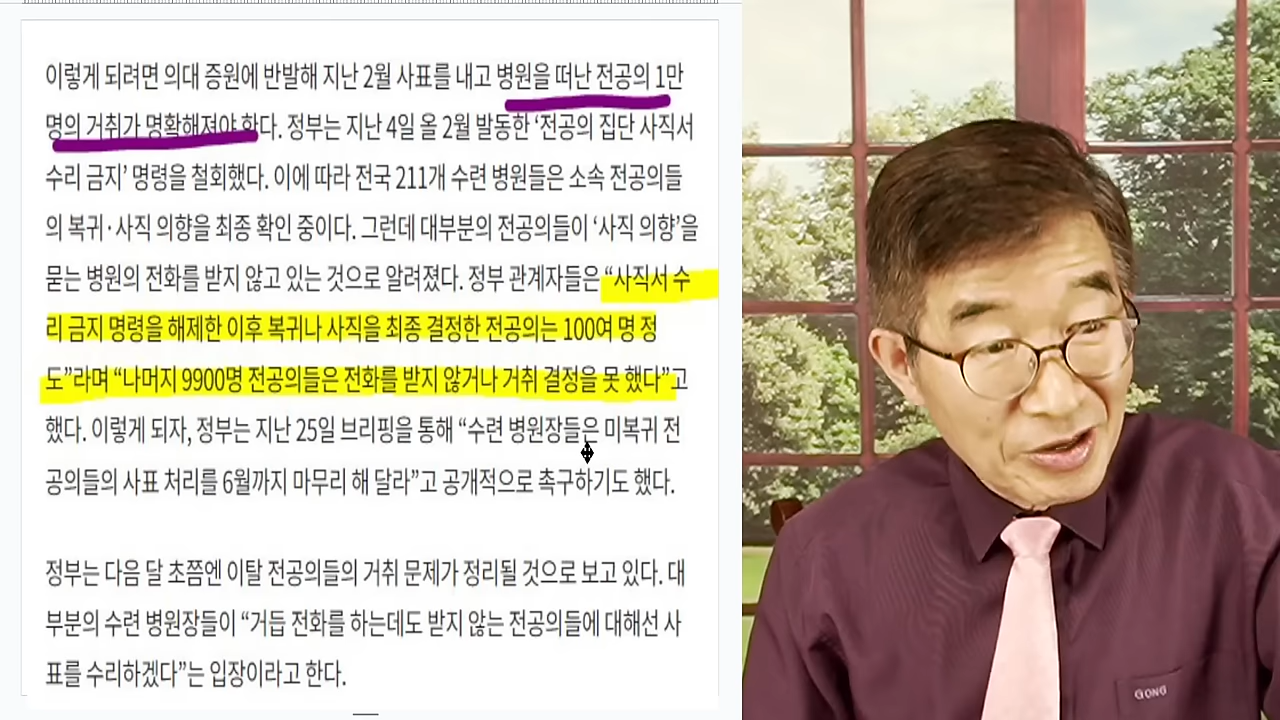 이렇게 되려면 의대 증원에 반발해 지난 2월 사표를 내고 병원을 떠난 전공의 1만
명의 거취가 명확해져야 한다. 정부는 지난 4일 올 2월 발동한 ‘전공의 집단 사직서
수리 금지’ 명령을 철회했다. 이에 따라 전국 211개 수련 병원들은 소속 전공의들
의 복귀·사직 의향을 최종 확인 중이다. 그런데 대부분의 전공의들이 ‘사직 의향’을
묻는 병원의 전화를 받지 않고 있는 것으로 알려졌다. 정부 관계자들은 “사직서 수
리 금지 명령을 해제한 이후 복귀나 사직을 최종 결정한 전공의는 100여 명 정
도”라며 “나머지 9900명 전공의들은 전화를 받지 않거나 거취 결정을 못 했다”고
했다. 이렇게 되자, 정부는 지난 25일 브리핑을 통해 “수련 병원장들은 미복귀 전
공의들의 사표 처리를 6월까지 마무리 해 달라”고 공개적으로 촉구하기도 했다.
정부는 다음 달 초쯤엔 이탈 전공의들의 거취 문제가 정리될 것으로 보고 있다. 대
부분의 수련 병원장들이 “거듭 전화를 하는데도 받지 않는 전공의들에 대해선 사
표를 수리하겠다”는 입장이라고 한다.
GONG